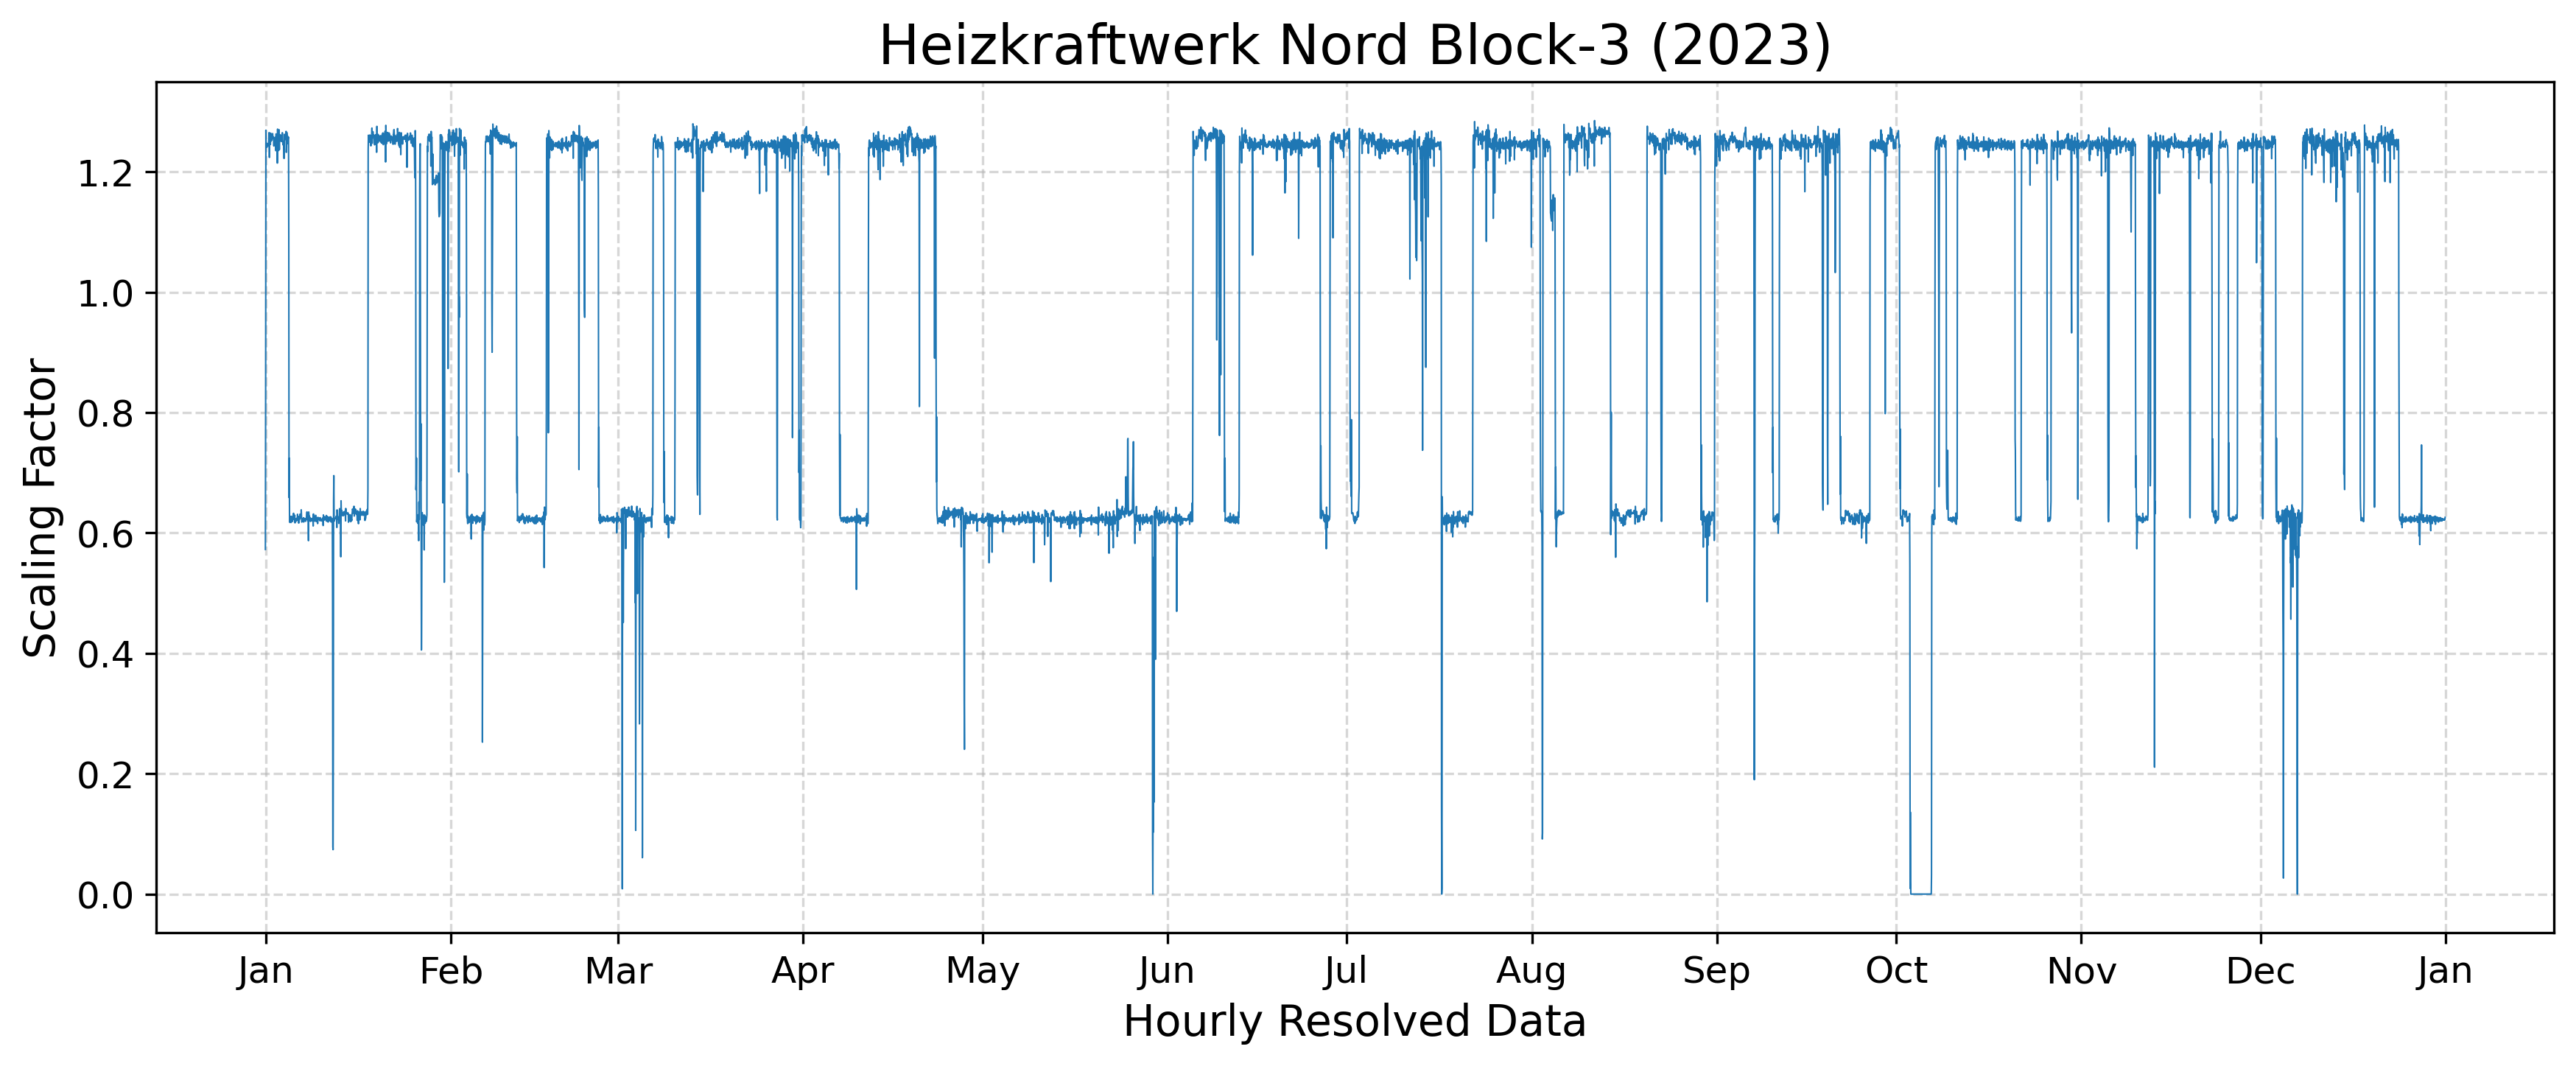 Heizkraftwerk Nord Block-3 (2023)
Scaling Factor
1.2
1.0
0.8
0.6
0.4
0.2
0.0
Jan Feb Mar Apr May Jun Jul Aug Sep Oct Nov Dec Jan
Hourly Resolved Data